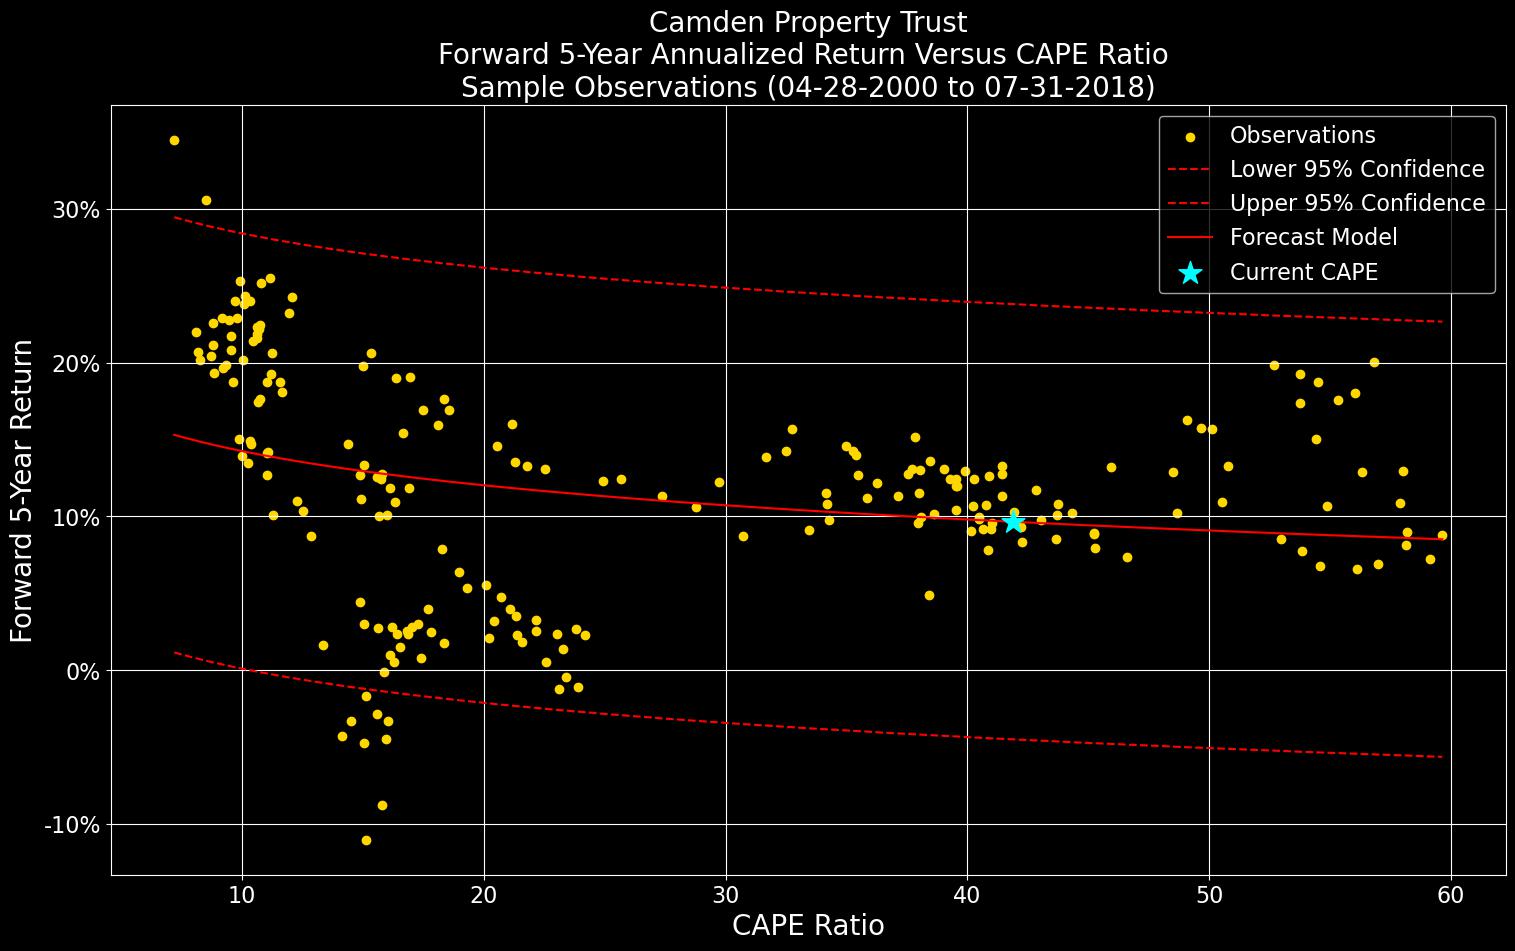 Camden Property Trust
Forward 5-Year Annualized Return Versus CAPE Ratio
Sample Observations (04-28-2000 to 07-31-2018)
Observations
Lower 95% Confidence
Upper 95% Confidence
Forecast Model
Current CAPE
Forward 5-Year Return
30%
20%
10%
0%
-10%
10 20 30 40 50 60
CAPE Ratio